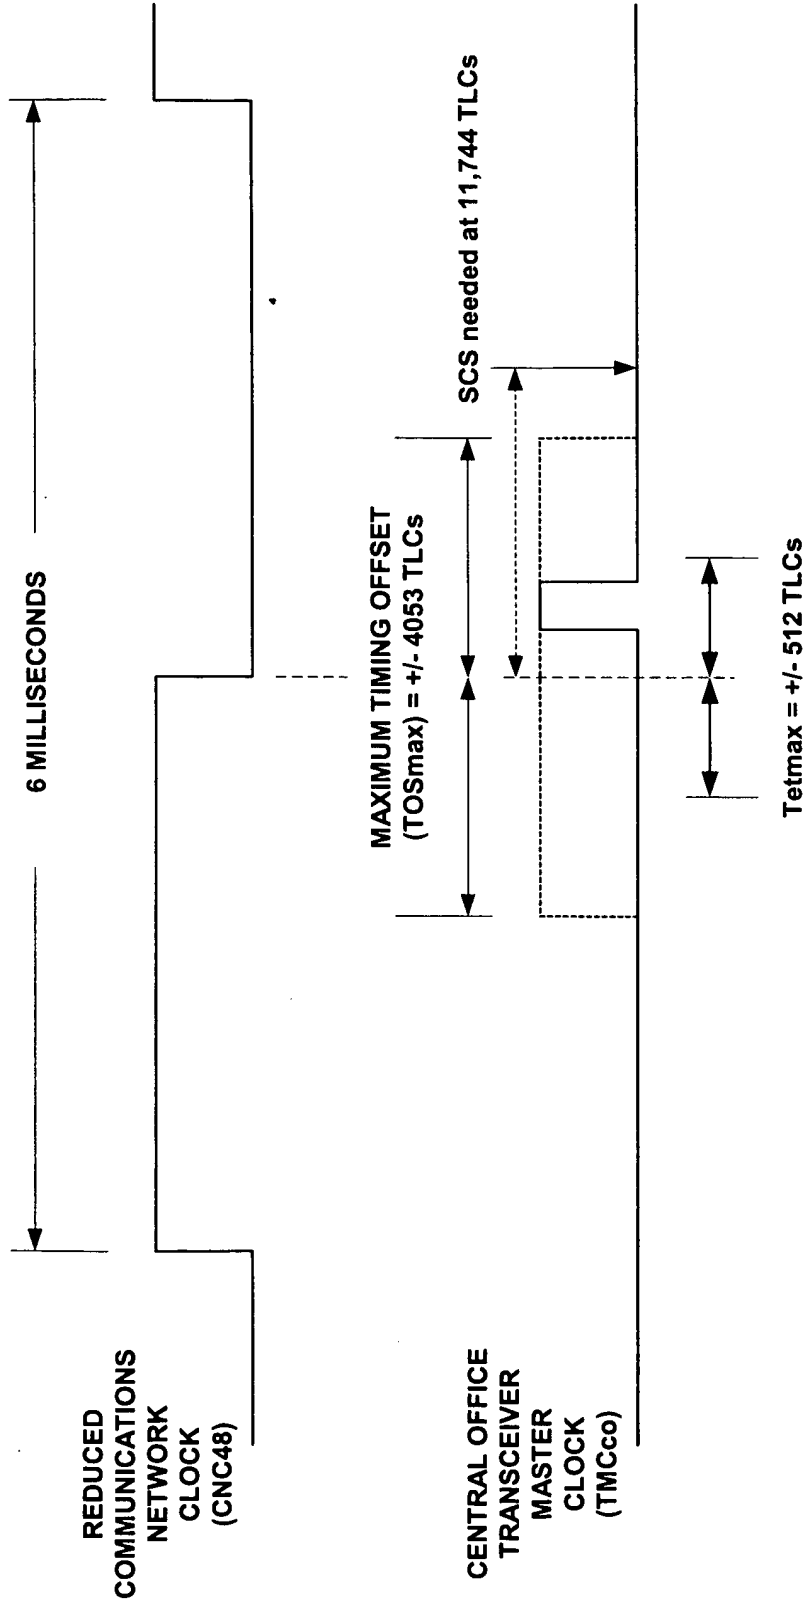 6 MILLISECONDS
REDUCED
COMMUNICATIONS
NETWORK
CLOCK
(CNC48)
MAXIMUM TIMING OFFSET
(TOSmax) = +/- 4053 TLCs
SCS needed at 11,744 TLCs
CENTRAL OFFICE
TRANSCEIVER
MASTER
CLOCK
(TMCco)
Tetmax = +/- 512 TLCs